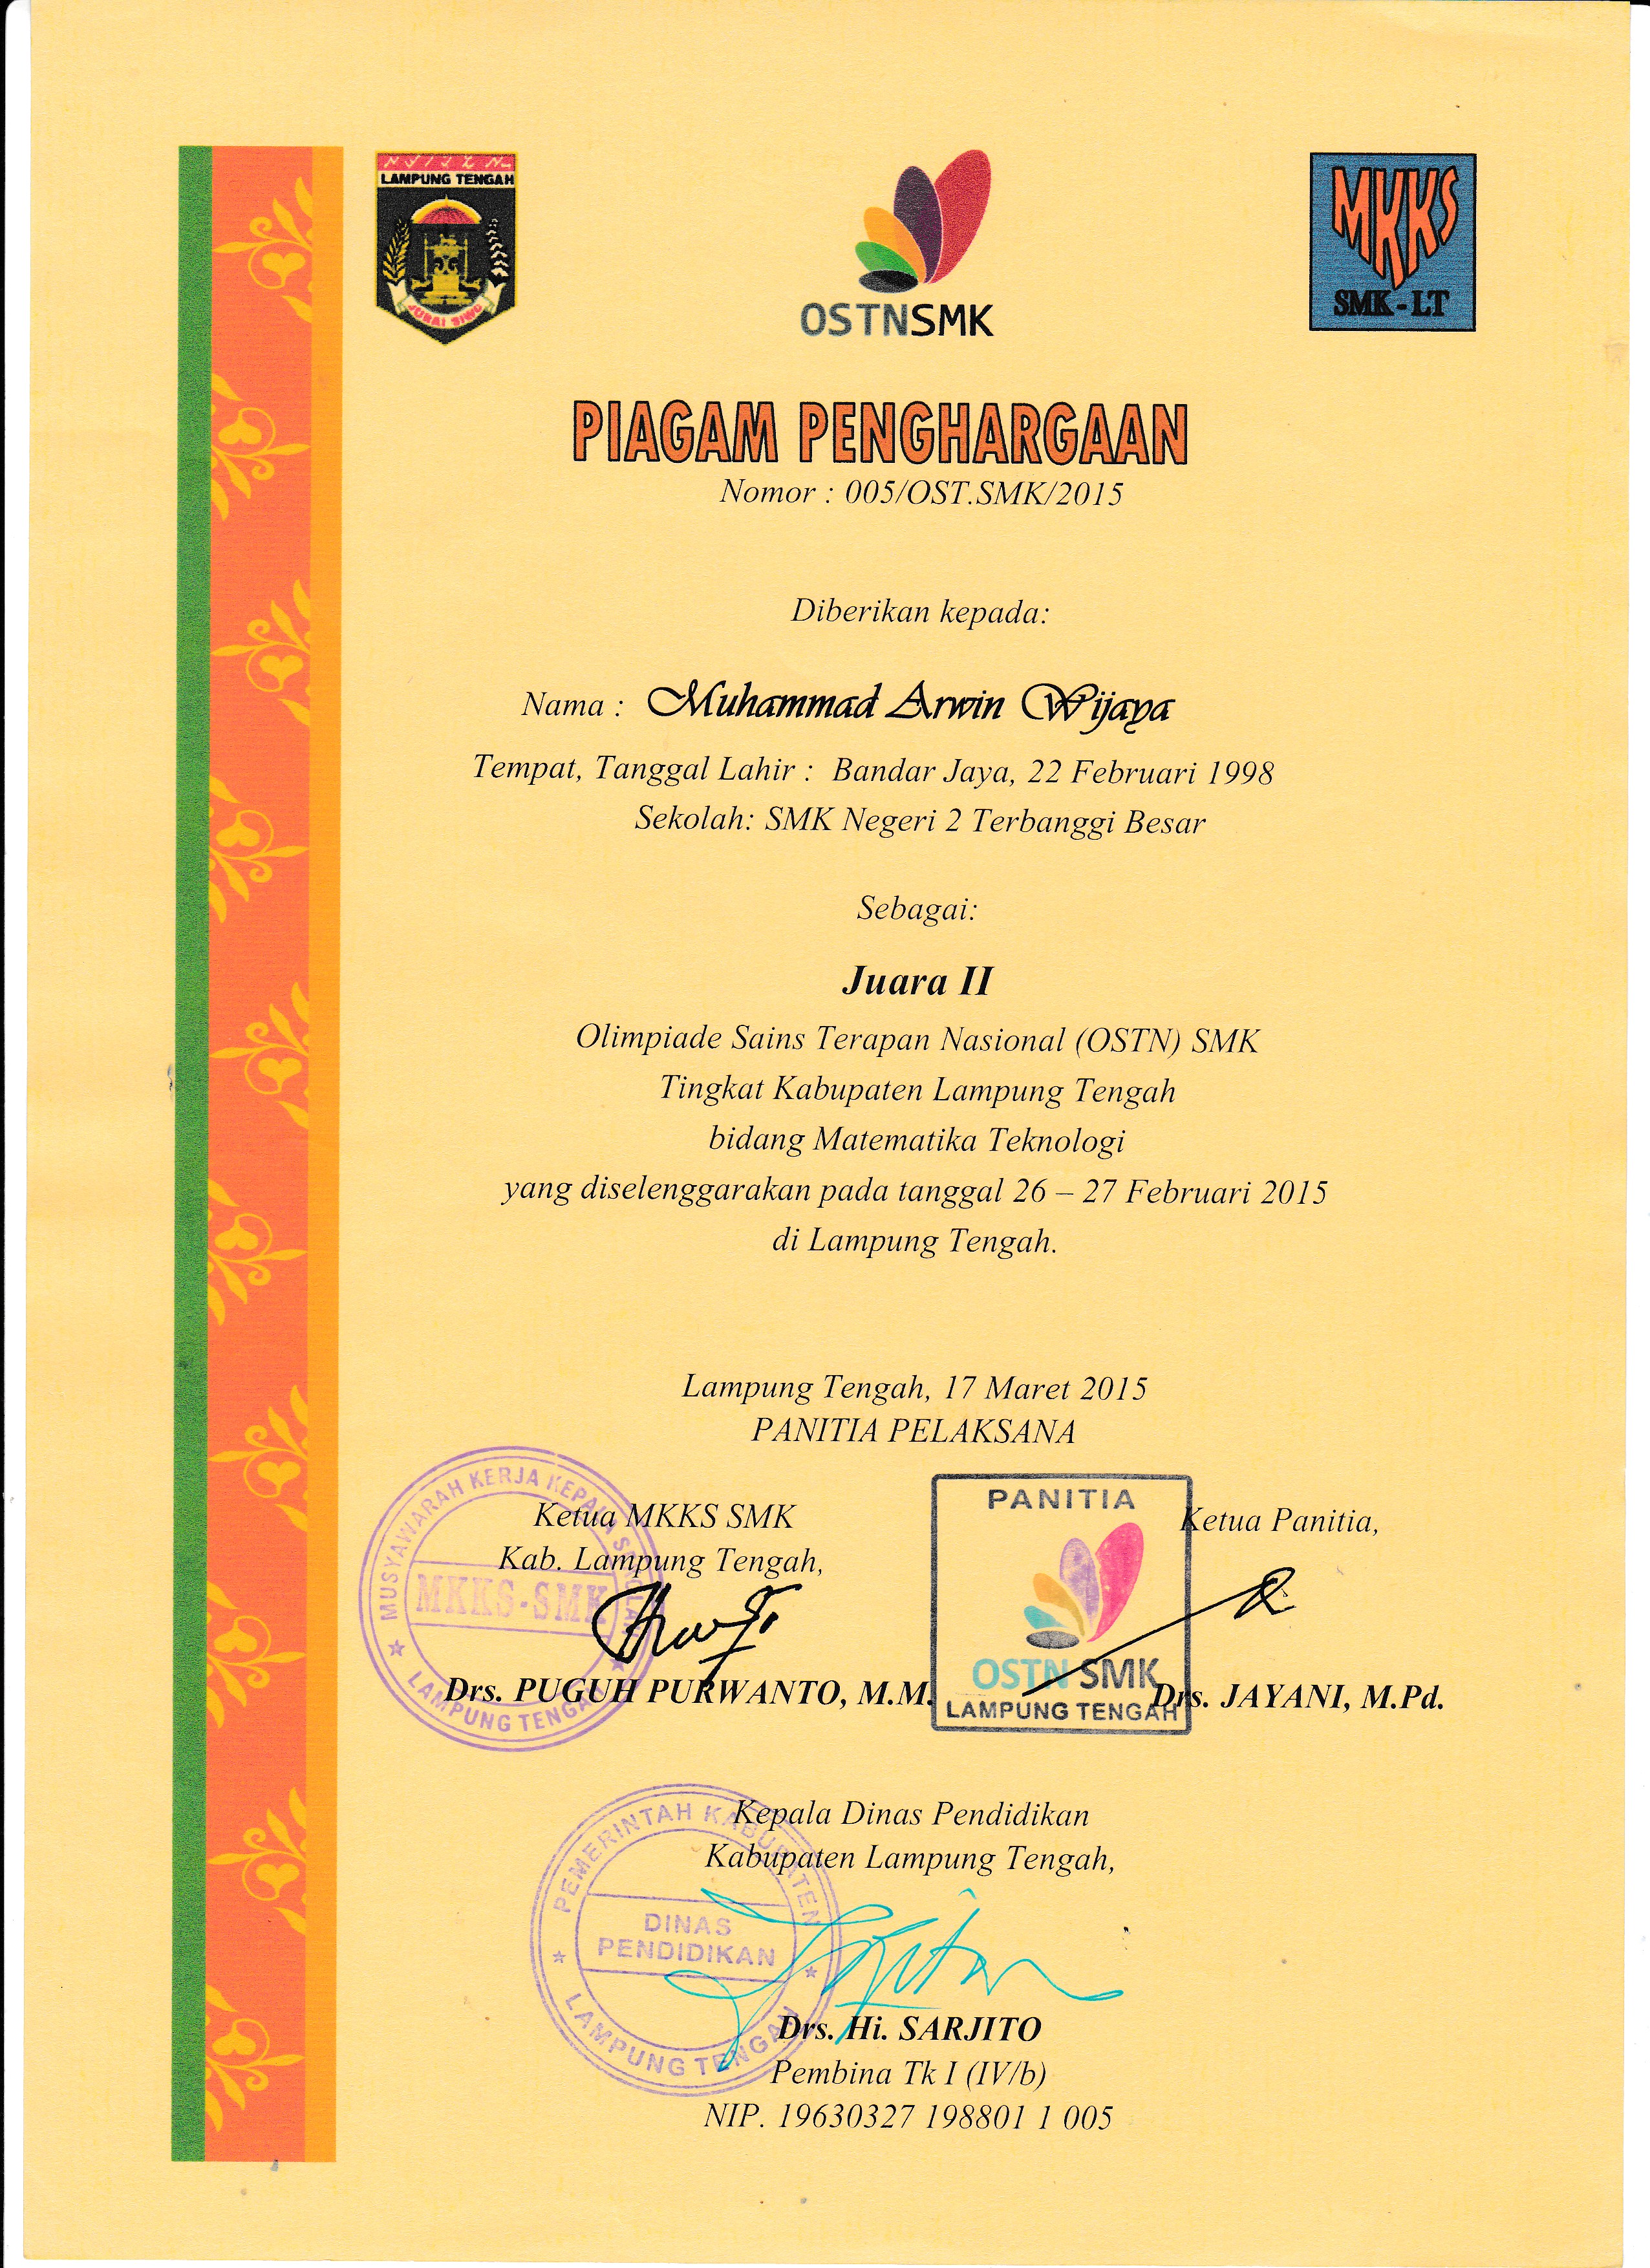 LAMPUNG TENGAH
JURAI SIWO
OSTNSMK
MKKS
SMK - LT
PIAGAM PENGHARGAAN
Nomor : 005/OST.SMK/2015
Diberikan kepada:
Nama : Muhammad Arwin Wijaya
Tempat, Tanggal Lahir : Bandar Jaya, 22 Februari 1998
Sekolah: SMK Negeri 2 Terbanggi Besar
Sebagai:
Juara II
Olimpiade Sains Terapan Nasional (OSTN) SMK
Tingkat Kabupaten Lampung Tengah
bidang Matematika Teknologi
yang diselenggarakan pada tanggal 26 – 27 Februari 2015
di Lampung Tengah.
Lampung Tengah, 17 Maret 2015
PANITIA PELAKSANA
Ketua MKKS SMK
Kab. Lampung Tengah,
MUSYAWARAH KERJA KEPALA SEKOLAH
MKKS-SMK
LAMPUNG TENGAH
Drs. PUGUH PURWANTO, M.M.
PANITIA
OSTN SMK
LAMPUNG TENGAH
Ketua Panitia,
Drs. JAYANI, M.Pd.
Kepala Dinas Pendidikan
Kabupaten Lampung Tengah,
PEMERINTAH KABUPATEN
DINAS
PENDIDIKAN
LAMPUNG TENGAH
Drs. Hi. SARJITO
Pembina Tk I (IV/b)
NIP. 19630327 198801 1 005